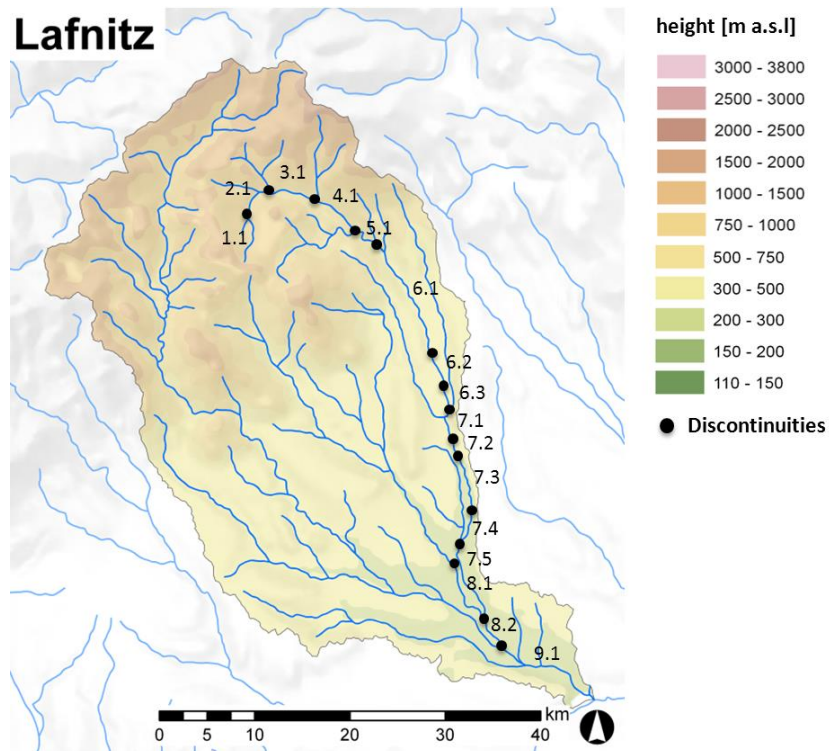 Lafnitz
height [m a.s.l]
3000 - 3800
2500 - 3000
2000 - 2500
1500 - 2000
1000 - 1500
750 - 1000
500 - 750
300 - 500
200 - 300
150 - 200
110 - 150
Discontinuities
3.1
2.1
4.1
1.1
5.1
6.1
6.2
6.3
7.1
7.2
7.3
7.4
7.5
8.1
8.2
9.1
km
0 5 10 20 30 40